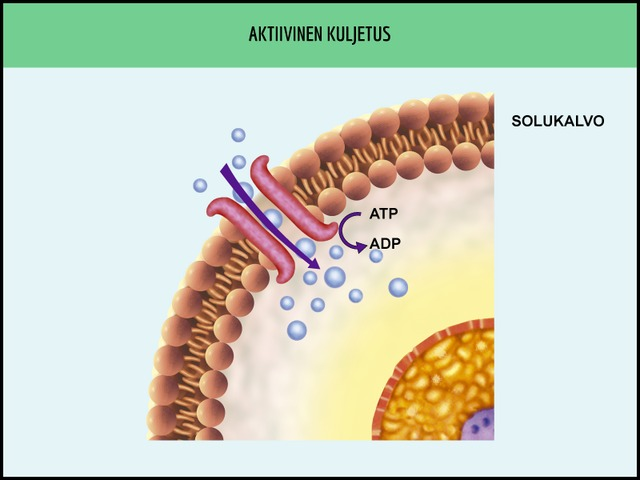 AKTIIVINEN KULJETUS
SOLUKALVO
ATP
ADP